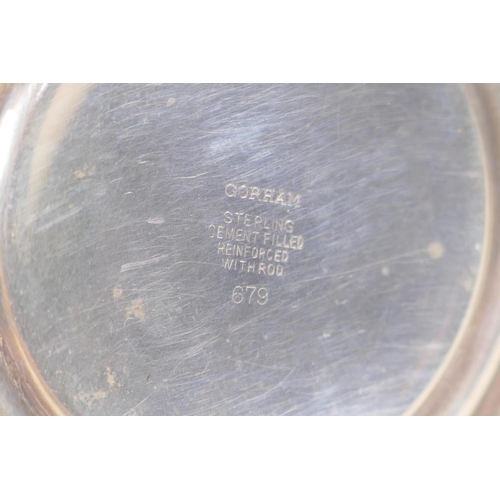 GORHAM
STERLING
CEMENT FILLED
REINFORCED
WITH ROD
679